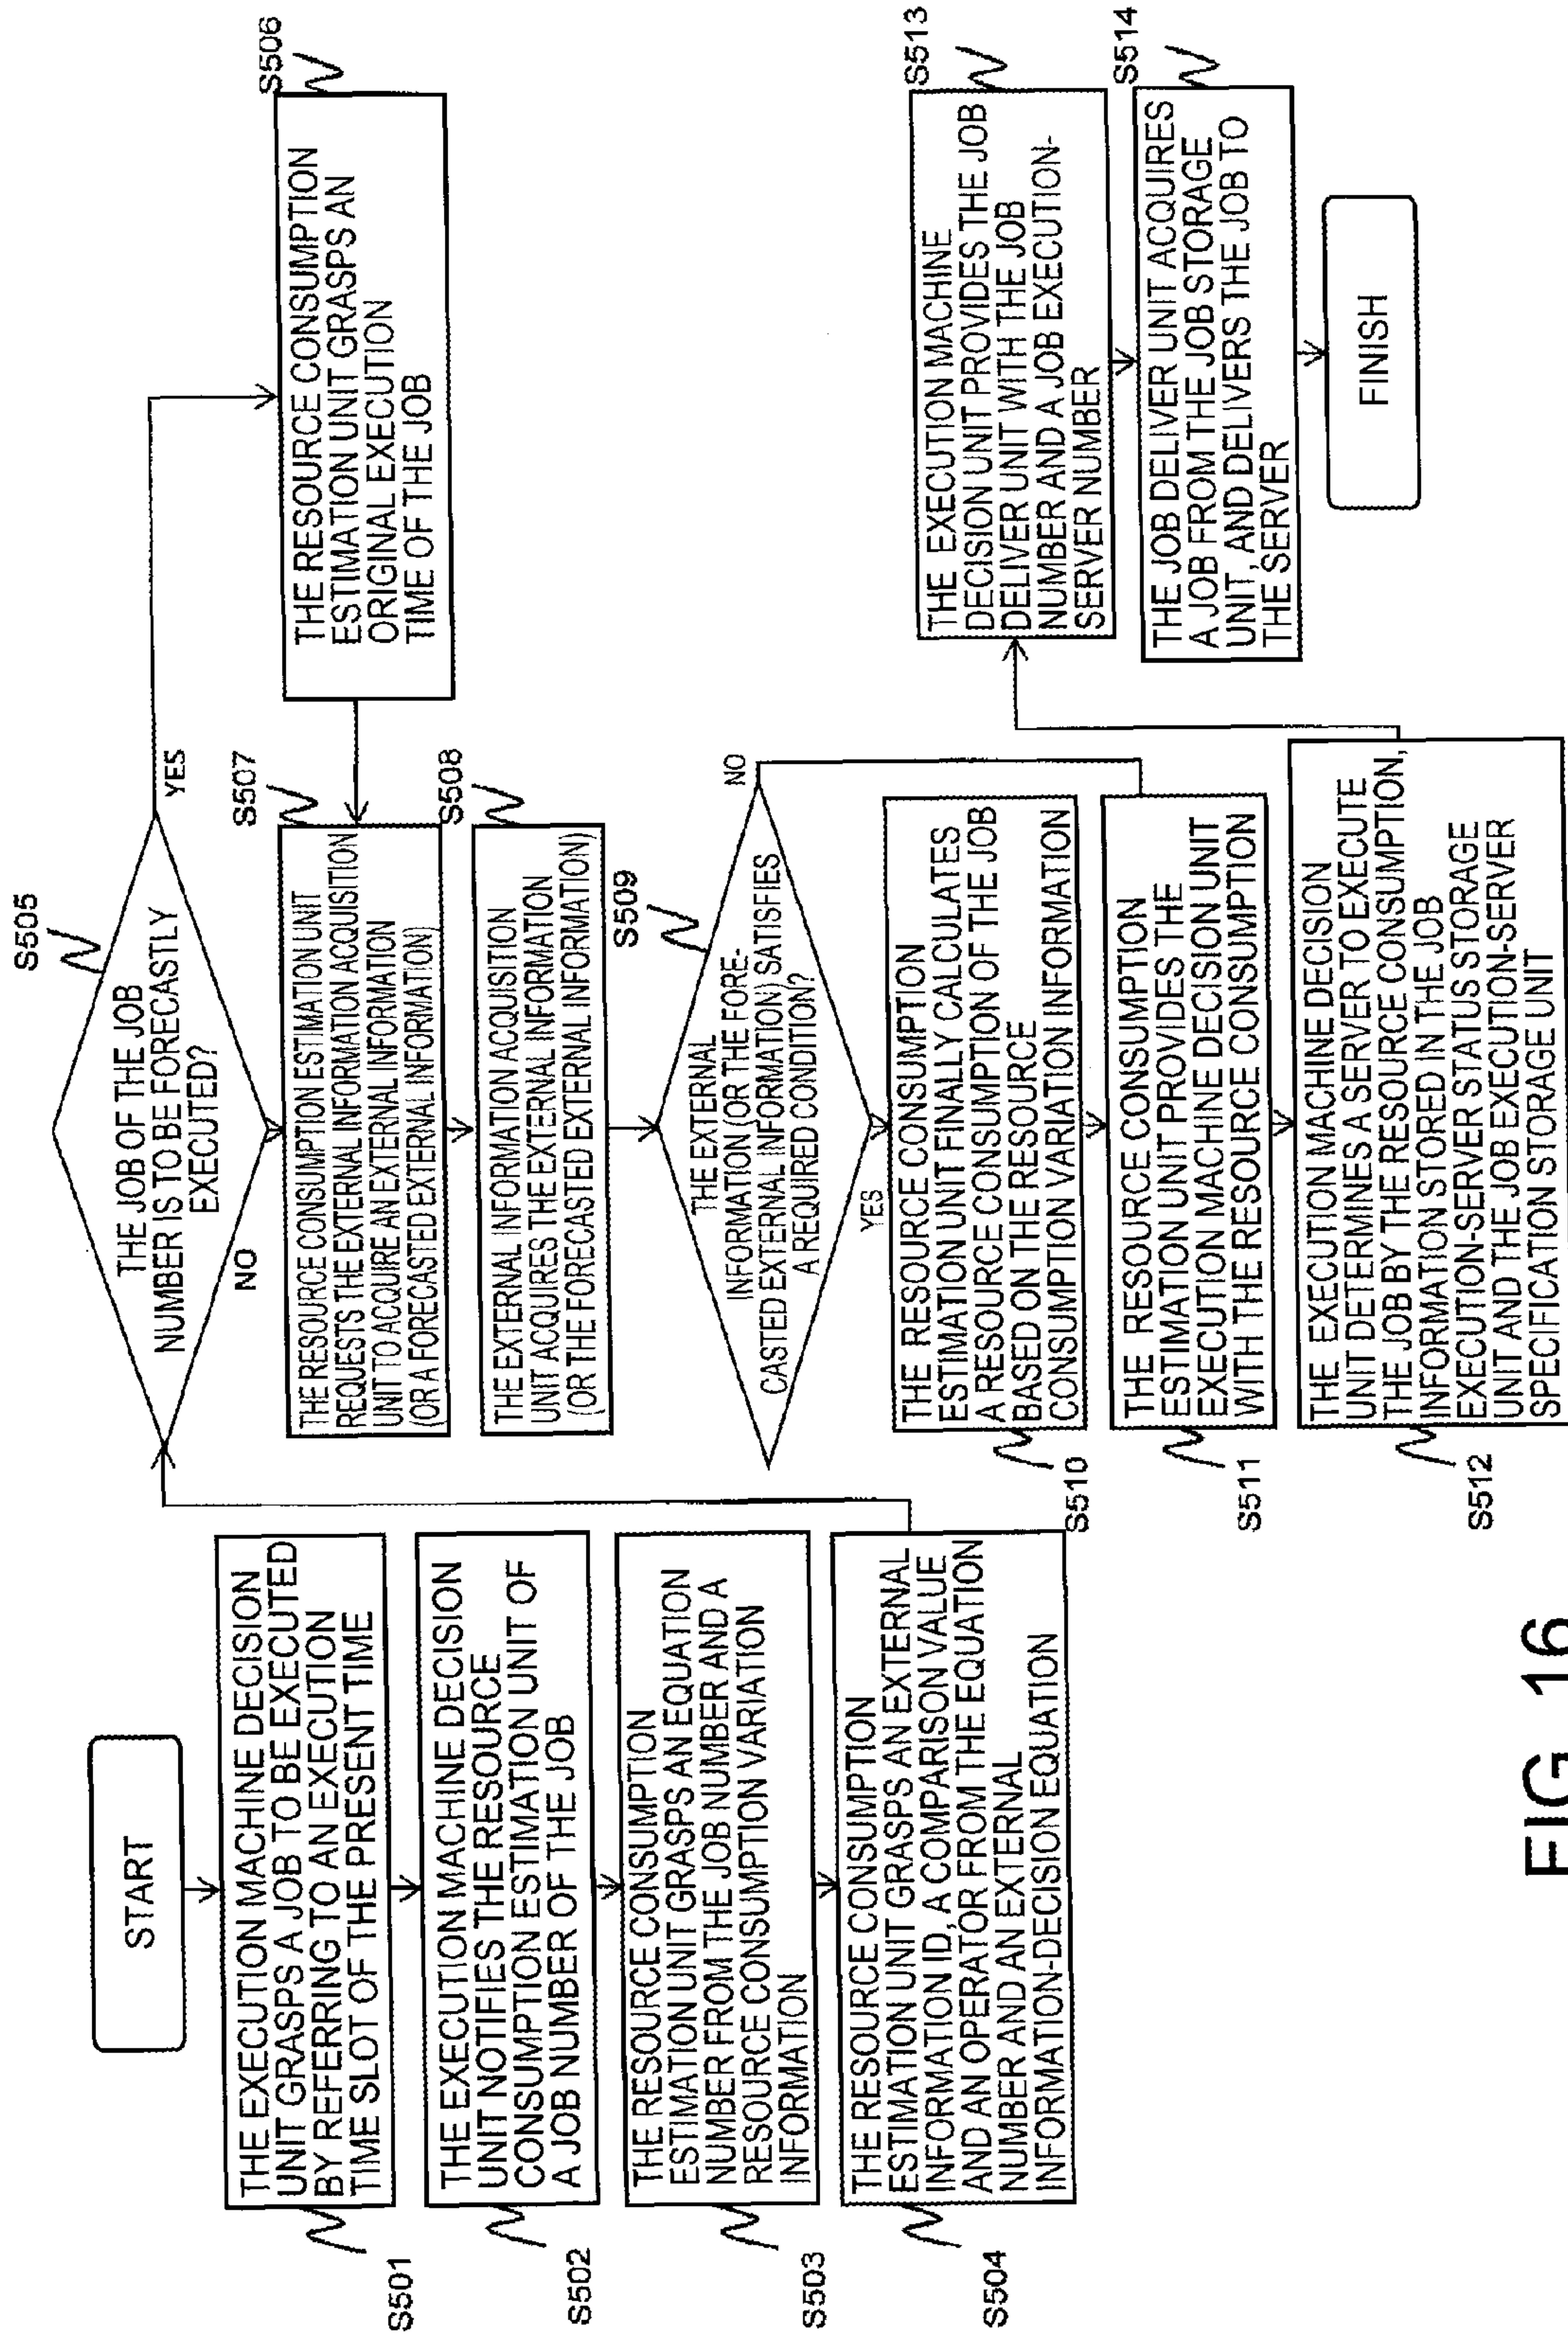 START
THE EXECUTION MACHINE DECISION
UNIT GRASPS A JOB TO BE EXECUTED
BY REFERRING TO AN EXECUTION
TIME SLOT OF THE PRESENT TIME
S501
THE EXECUTION MACHINE DECISION
UNIT NOTIFIES THE RESOURCE
CONSUMPTION ESTIMATION UNIT OF
A JOB NUMBER OF THE JOB
S502
THE RESOURCE CONSUMPTION
ESTIMATION UNIT GRASPS AN EQUATION
NUMBER FROM THE JOB NUMBER AND A
RESOURCE CONSUMPTION VARIATION
INFORMATION
S503
THE RESOURCE CONSUMPTION
ESTIMATION UNIT GRASPS AN EXTERNAL
INFORMATION ID, A COMPARISON VALUE
AND AN OPERATOR FROM THE EQUATION
NUMBER AND AN EXTERNAL
INFORMATION-DECISION EQUATION
S504
S505
THE JOB OF THE JOB
NUMBER IS TO BE FORECASTLY
EXECUTED?
NO
YES
S506
THE RESOURCE CONSUMPTION
ESTIMATION UNIT GRASPS AN
ORIGINAL EXECUTION
TIME OF THE JOB
S507
THE RESOURCE CONSUMPTION ESTIMATION UNIT
REQUESTS THE EXTERNAL INFORMATION ACQUISITION
UNIT TO ACQUIRE AN EXTERNAL INFORMATION
(OR A FORECASTED EXTERNAL INFORMATION)
S508
THE EXTERNAL INFORMATION ACQUISITION
UNIT ACQUIRES THE EXTERNAL INFORMATION
(OR THE FORECASTED EXTERNAL INFORMATION)
S509
THE EXTERNAL
INFORMATION (OR THE FORE-
CASTED EXTERNAL INFORMATION) SATISFIES
A REQUIRED CONDITION?
NO
YES
THE RESOURCE CONSUMPTION
ESTIMATION UNIT FINALLY CALCULATES
A RESOURCE CONSUMPTION OF THE JOB
BASED ON THE RESOURCE
CONSUMPTION VARIATION INFORMATION
S510
THE RESOURCE CONSUMPTION
ESTIMATION UNIT PROVIDES THE
EXECUTION MACHINE DECISION UNIT
WITH THE RESOURCE CONSUMPTION
S511
THE EXECUTION MACHINE DECISION
UNIT DETERMINES A SERVER TO EXECUTE
THE JOB BY THE RESOURCE CONSUMPTION,
INFORMATION STORED IN THE JOB
EXECUTION-SERVER STATUS STORAGE
UNIT AND THE JOB EXECUTION-SERVER
SPECIFICATION STORAGE UNIT
S512
S513
THE EXECUTION MACHINE
DECISION UNIT PROVIDES THE JOB
DELIVER UNIT WITH THE JOB
NUMBER AND A JOB EXECUTION-
SERVER NUMBER
S514
THE JOB DELIVER UNIT ACQUIRES
A JOB FROM THE JOB STORAGE
UNIT, AND DELIVERS THE JOB TO
THE SERVER
FINISH
FIG. 16